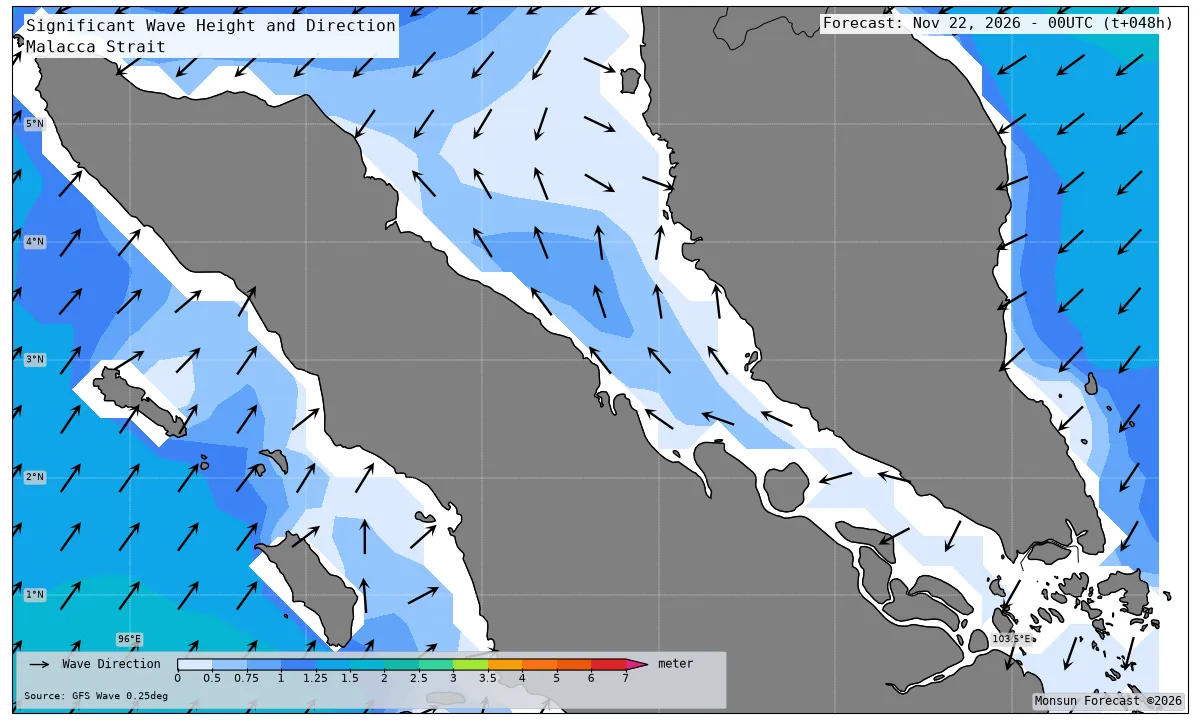 Significant Wave Height and Direction
Malacca Strait
Forecast: Nov 22, 2026 - 00UTC (t+048h)
5°N
4°N
3°N
2°N
1°N
96°E
103.5°E
Wave Direction
0 0.5 0.75 1 1.25 1.5 2 2.5 3 3.5 4 5 6 7
meter
Source: GFS Wave 0.25deg
Monsun Forecast ©2026